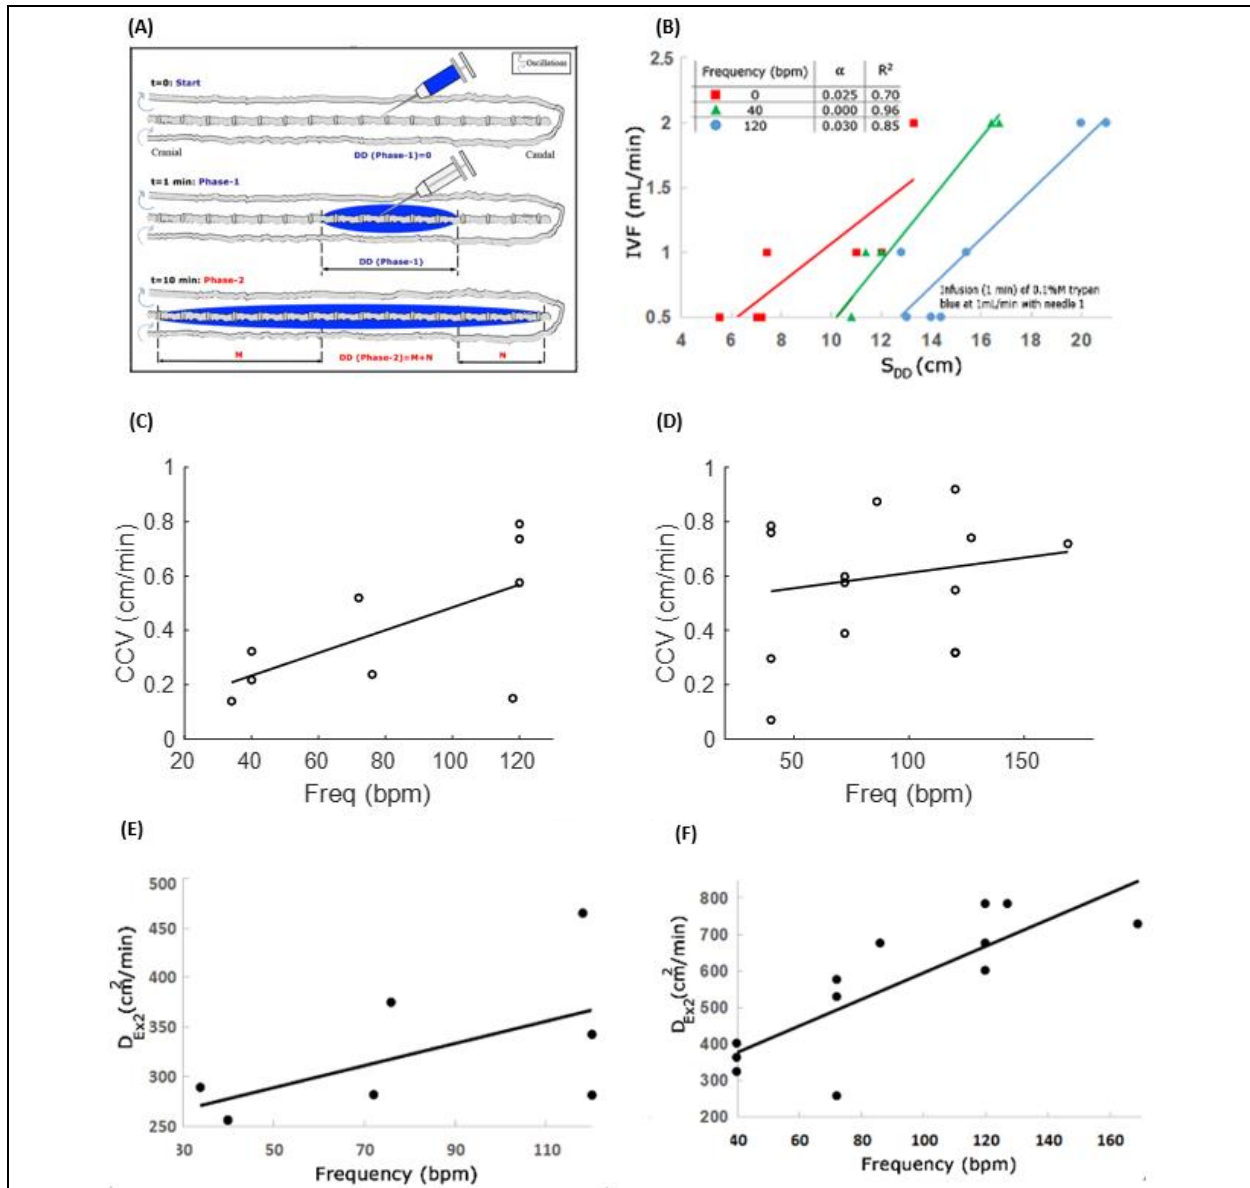 (A)
Oscillations
t=0: Start
Cranial
DD (Phase-1)=0
Caudal
t=1 min: Phase-1
DD (Phase-1)
t=10 min: Phase-2
M
DD (Phase-2)=M+N
N
(B)
IVF (mL/min)
2.5
2
1.5
1
0.5
Frequency (bpm) α R²
0 0.025 0.70
40 0.000 0.96
120 0.030 0.85
Infusion (1 min) of 0.1%M trypan
blue at 1mL/min with needle 1
4 6 8 10 12 14 16 18 20
S_DD (cm)
(C)
CCV (cm/min)
1
0.8
0.6
0.4
0.2
0
20 40 60 80 100 120
Freq (bpm)
(D)
CCV (cm/min)
1
0.8
0.6
0.4
0.2
0
50 100 150
Freq (bpm)
(E)
D_Ex2 (cm²/min)
500
450
400
350
300
250
30 50 70 90 110
Frequency (bpm)
(F)
D_Ex2 (cm²/min)
800
700
600
500
400
300
200
40 60 80 100 120 140 160
Frequency (bpm)